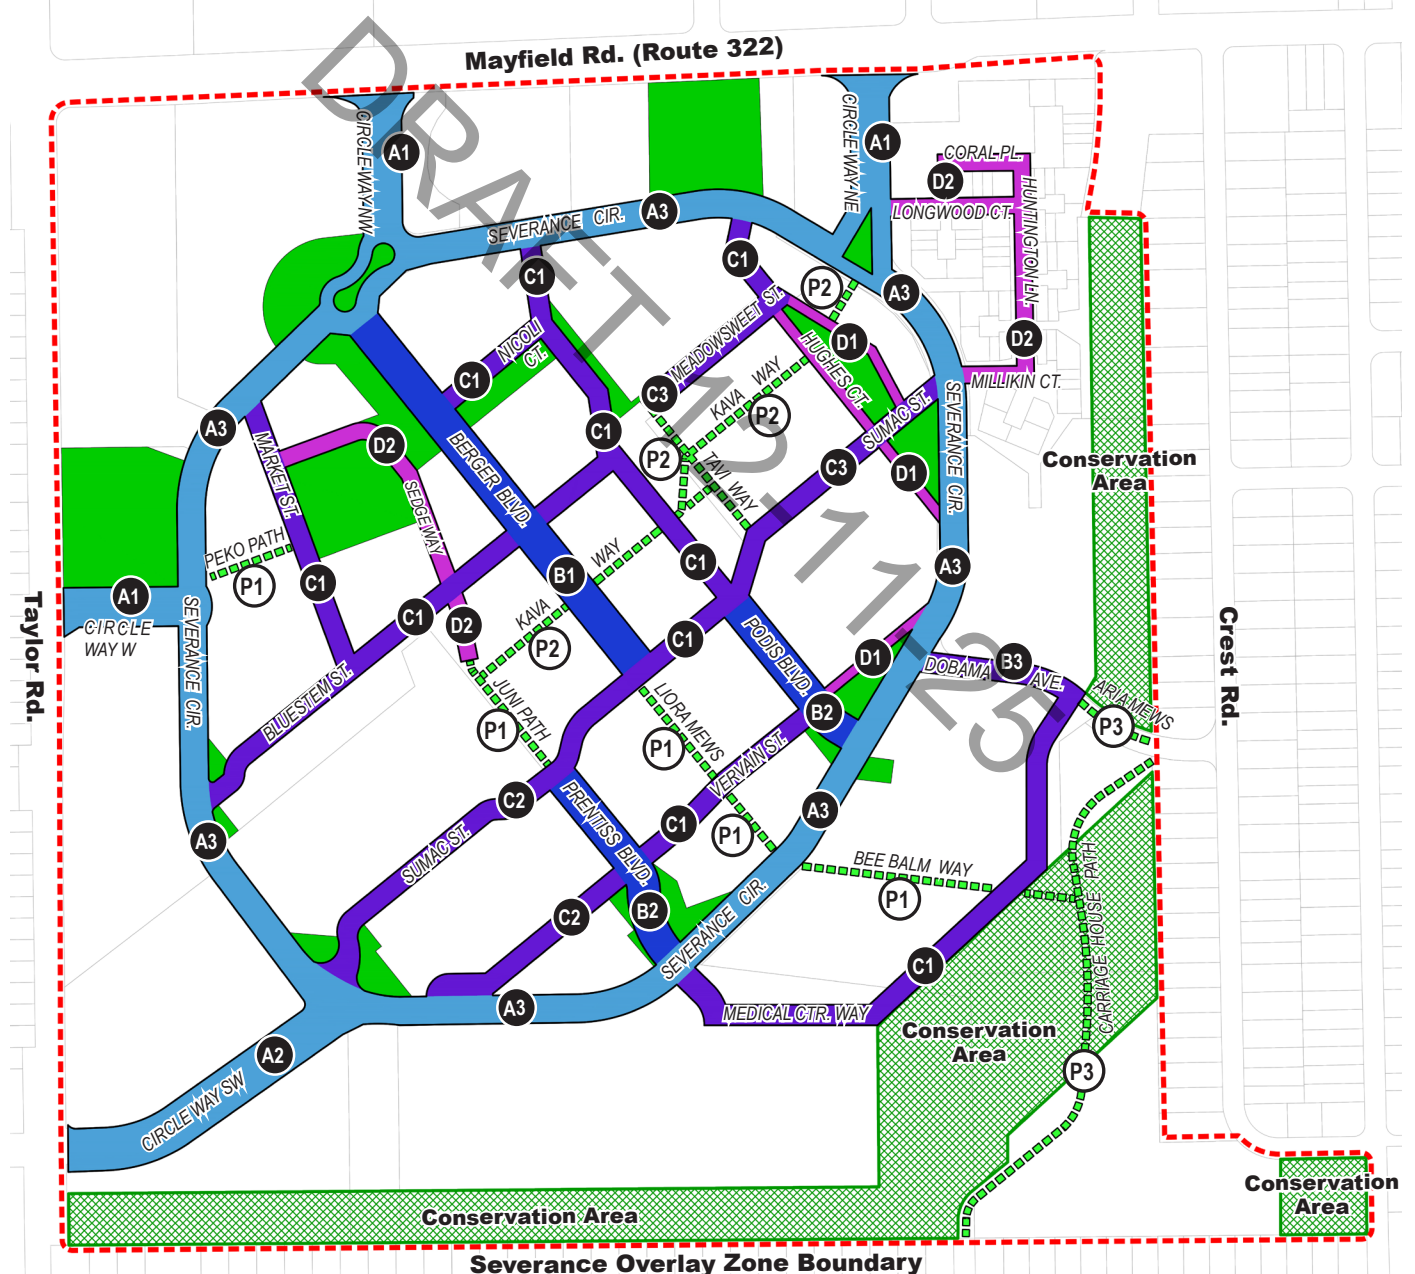 Mayfield Rd. (Route 322)
DRAFT 12-11-25
CIRCLE WAY NW
A1
CIRCLE WAY NE
A1
CORAL PL.
D2
LONGWOOD CT.
HUNTINGTON LN.
SEVERANCE CIR.
A3
C1
C1
P2
A3
MEADOWSWEET ST.
D1
D2
NICOLI
CT.
C1
HUGHES CT.
MILLIKIN CT.
C3
KAVA WAY
P2
SUMAC ST.
SEVERANCE CIR.
A3
MARKET ST.
D2
C1
BERGER BLVD.
P2
TAVI WAY
C3
D1
Conservation
Area
SEDGEWAY
PEKO PATH
P1
C1
B1
WAY
C1
A3
A1
CIRCLE
WAY W
SEVERANCE CIR.
Taylor Rd.
Crest Rd.
C1
D2
KAVA
P2
C1
PODIS BLVD.
D1
DOBAMA AVE.
B3
ARIA MEWS
P3
BLUESTEM ST.
JUNI PATH
P1
LIORA MEWS
P1
B2
VERVAIN ST.
C2
PRENTISS BLVD.
C1
P1
A3
A3
SUMAC ST.
BEE BALM WAY
P1
CARRIAGE HOUSE PATH
C2
B2
SEVERANCE CIR.
C1
A3
MEDICAL CTR. WAY
Conservation
Area
A2
CIRCLE WAY SW
P3
Conservation Area
Conservation
Area
Severance Overlay Zone Boundary